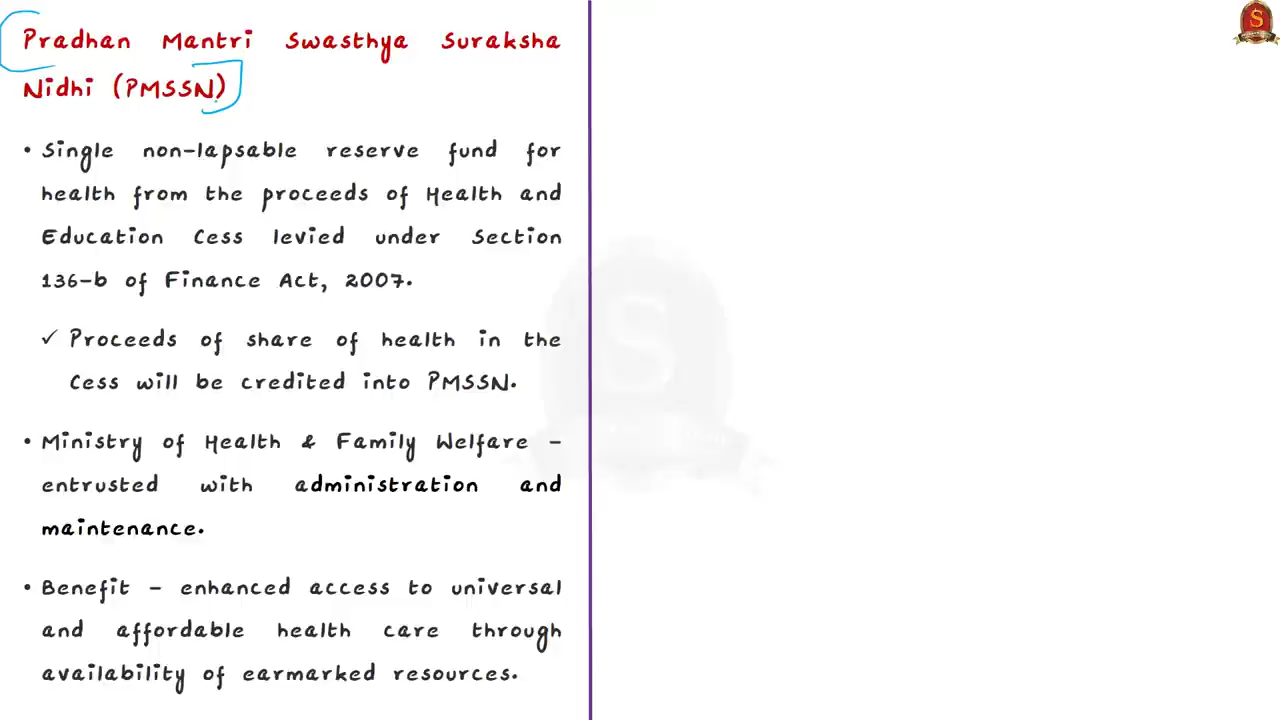 Pradhan Mantri Swasthya Suraksha
Nidhi (PMSSN)
• Single non-lapsable reserve fund for
health from the proceeds of Health and
Education Cess levied under Section
136-b of Finance Act, 2007.
✓ Proceeds of share of health in the
Cess will be credited into PMSSN.
• Ministry of Health & Family Welfare -
entrusted with administration and
maintenance.
• Benefit - enhanced access to universal
and affordable health care through
availability of earmarked resources.
S
S